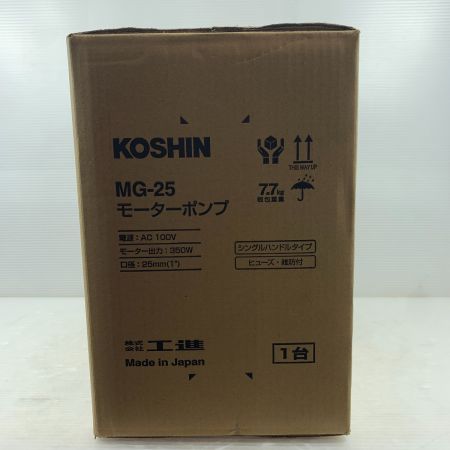 KOSHIN
THIS WAY UP
MG-25
7.7kg
モーターポンプ
梱包重量
電源：AC 100V
モーター出力：350W
シングルハンドルタイプ
口径：25mm(1")
ヒューズ・雑防付
株式会社 工進
Made in Japan
1台